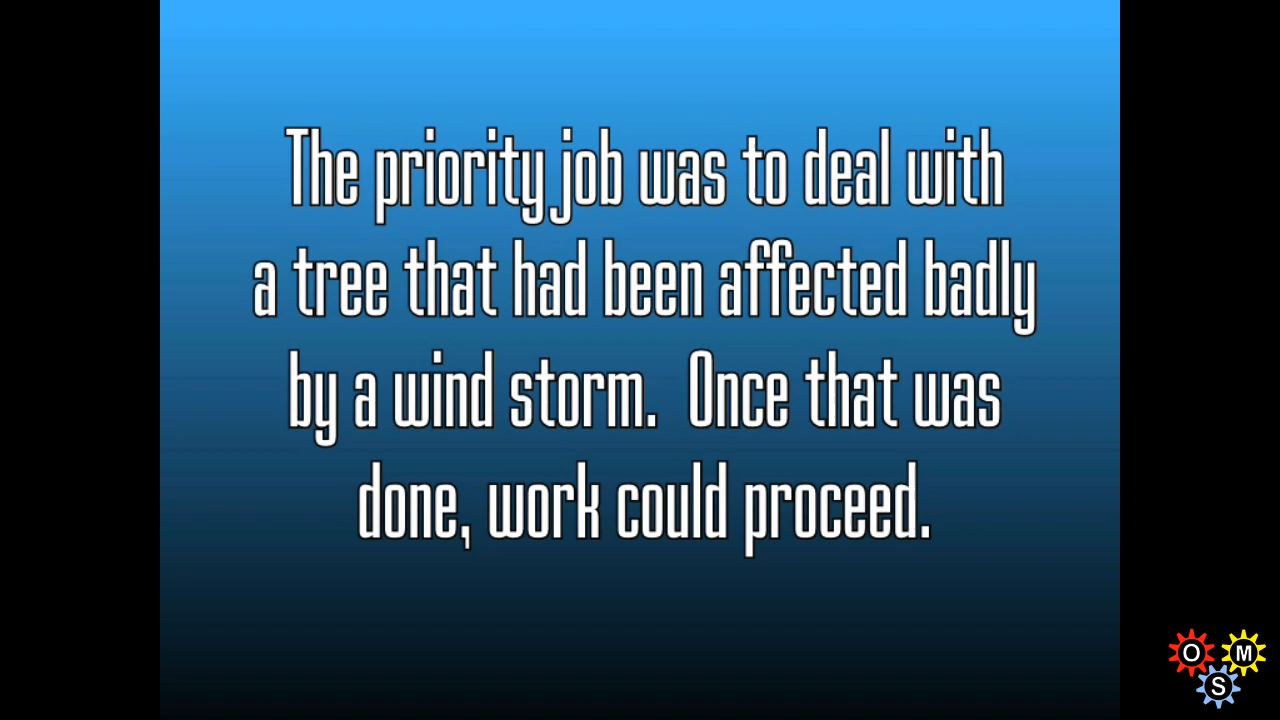 The priority job was to deal with
a tree that had been affected badly
by a wind storm.  Once that was
done, work could proceed.
O M
S